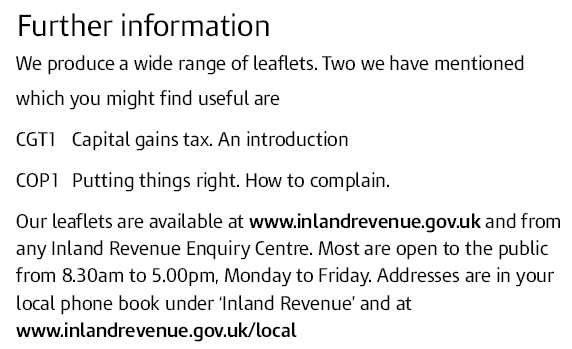 Further information
We produce a wide range of leaflets. Two we have mentioned
which you might find useful are
CGT1 Capital gains tax. An introduction
COP1 Putting things right. How to complain.
Our leaflets are available at www.inlandrevenue.gov.uk and from
any Inland Revenue Enquiry Centre. Most are open to the public
from 8.30am to 5.00pm, Monday to Friday. Addresses are in your
local phone book under ‘Inland Revenue’ and at
www.inlandrevenue.gov.uk/local